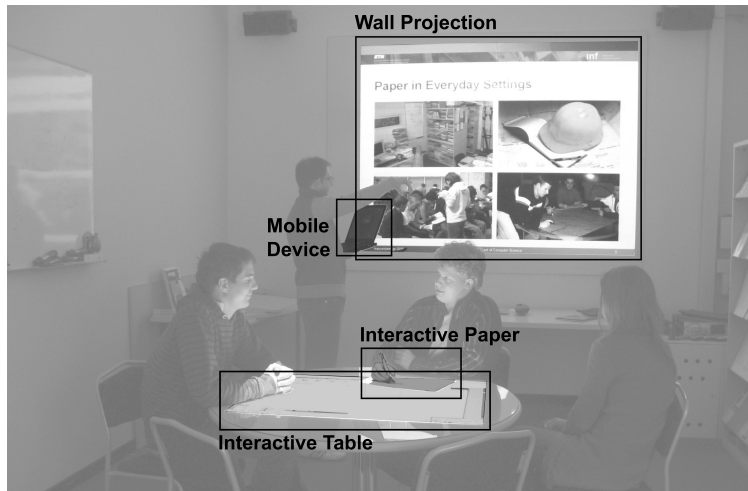 Wall Projection
inf
Paper in Everyday Settings
Mobile
Device
Interactive Paper
Interactive Table